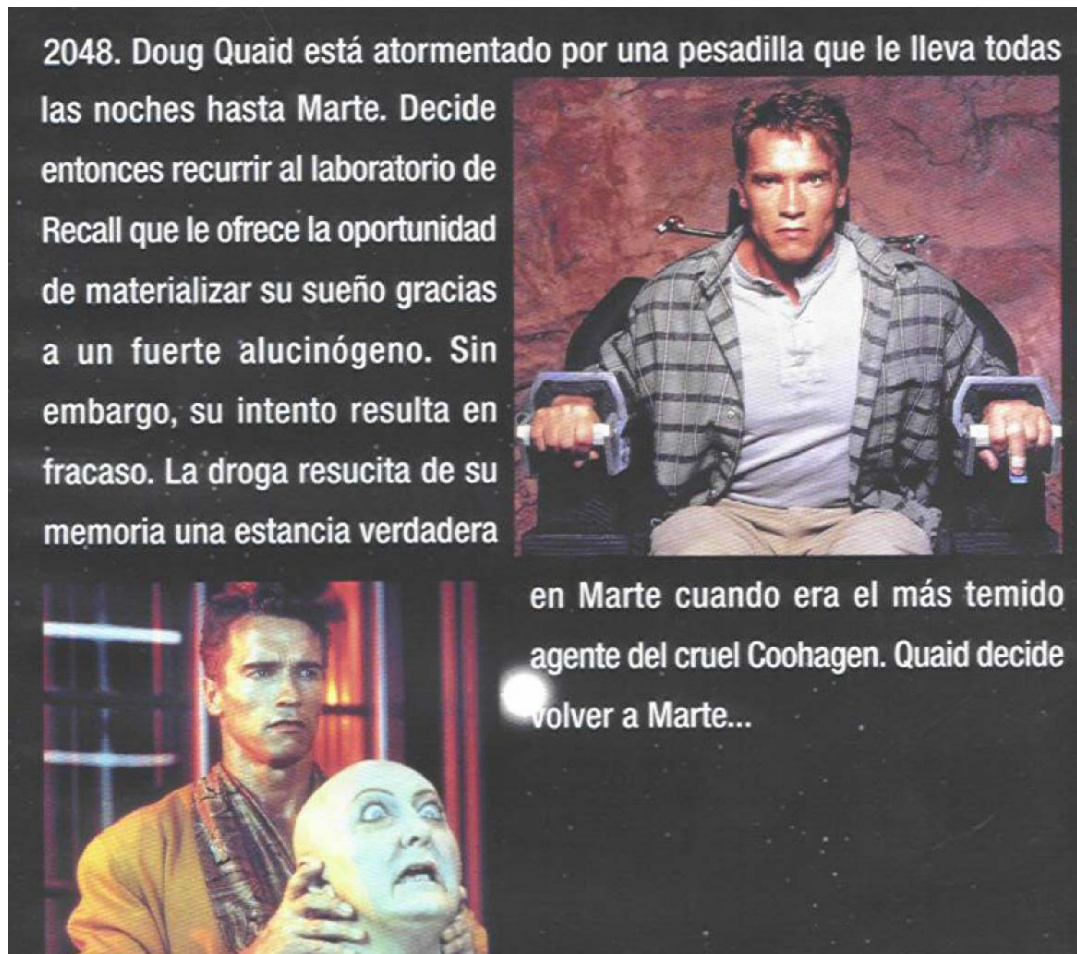 2048. Doug Quaid está atormentado por una pesadilla que le lleva todas
las noches hasta Marte. Decide
entonces recurrir al laboratorio de
Recall que le ofrece la oportunidad
de materializar su sueño gracias
a un fuerte alucinógeno. Sin
embargo, su intento resulta en
fracaso. La droga resucita de su
memoria una estancia verdadera
en Marte cuando era el más temido
agente del cruel Coohagen. Quaid decide
volver a Marte...